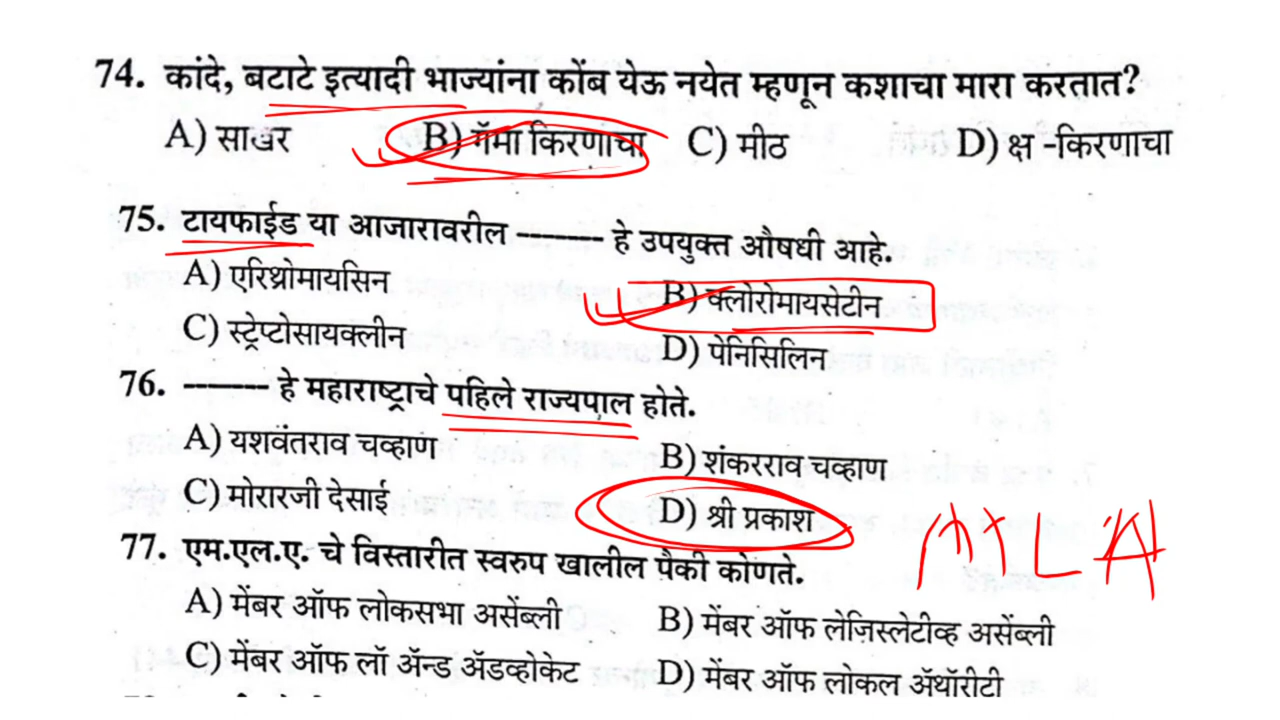 74. कांदे, बटाटे इत्यादी भाज्यांना कोंब येऊ नयेत म्हणून कशाचा मारा करतात?
A) साखर B) गॅमा किरणांचा C) मीठ D) क्ष -किरणांचा
75. टायफाईड या आजारावरील ------- हे उपयुक्त औषधी आहे.
A) एरिथ्रोमायसिन B) क्लोरोमायसेटीन
C) स्ट्रेप्टोसायक्लीन D) पेनिसिलिन
76. ------- हे महाराष्ट्राचे पहिले राज्यपाल होते.
A) यशवंतराव चव्हाण B) शंकरराव चव्हाण
C) मोरारजी देसाई D) श्री प्रकाश
MLA
77. एम.एल.ए. चे विस्तारीत स्वरुप खालील पैकी कोणते.
A) मेंबर ऑफ लोकसभा असेंब्ली B) मेंबर ऑफ लेज़िस्लेटीव्ह असेंब्ली
C) मेंबर ऑफ लॉ ॲन्ड ॲडव्होकेट D) मेंबर ऑफ लोकल ॲथॉरीटी